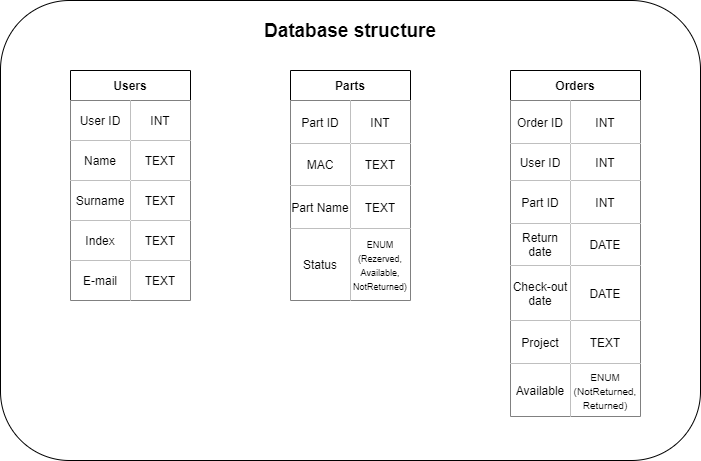 Database structure
Users
User ID INT
Name TEXT
Surname TEXT
Index TEXT
E-mail TEXT
Parts
Part ID INT
MAC TEXT
Part Name TEXT
Status
ENUM
(Rezerved,
Available,
NotReturned)
Orders
Order ID INT
User ID INT
Part ID INT
Return
date
DATE
Check-out
date
DATE
Project TEXT
Available
ENUM
(NotReturned,
Returned)